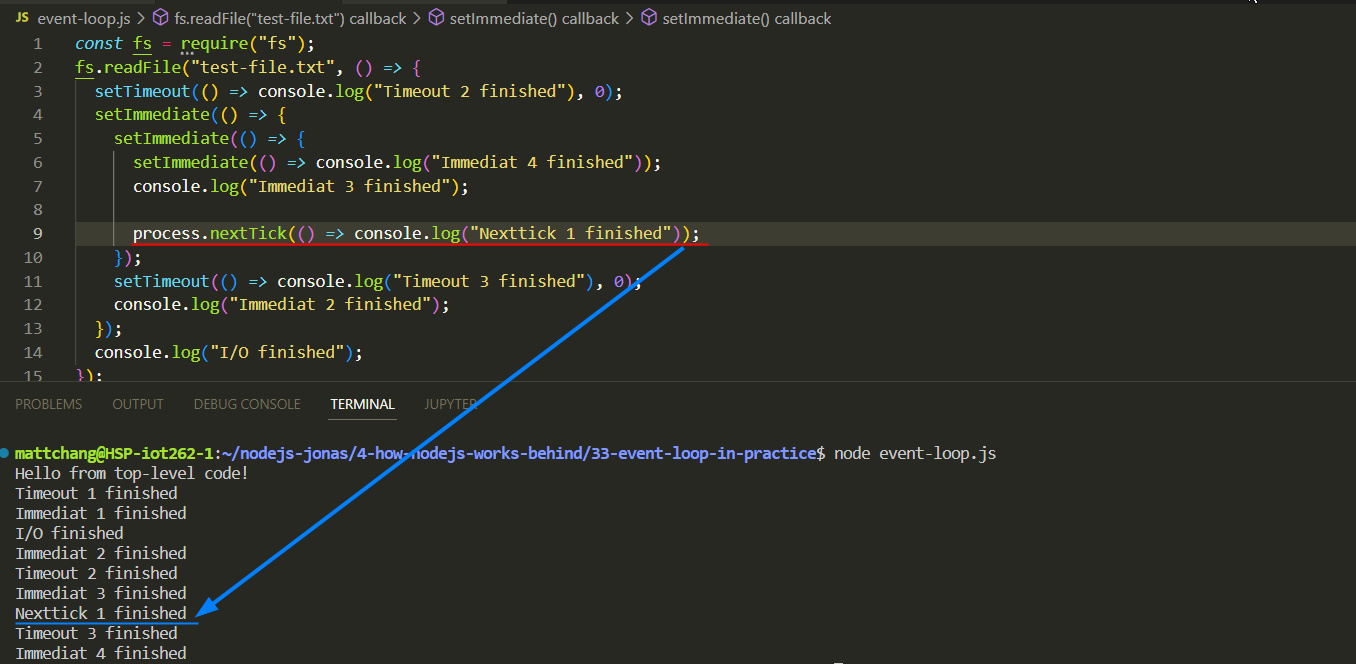 JS event-loop.js > fs.readFile("test-file.txt") callback > setImmediate() callback > setImmediate() callback
1 const fs = require("fs");
2 fs.readFile("test-file.txt", () => {
3 setTimeout(() => console.log("Timeout 2 finished"), 0);
4 setImmediate(() => {
5 setImmediate(() => {
6 setImmediate(() => console.log("Immediat 4 finished"));
7 console.log("Immediat 3 finished");
8
9 process.nextTick(() => console.log("Nexttick 1 finished"));
10 });
11 setTimeout(() => console.log("Timeout 3 finished"), 0);
12 console.log("Immediat 2 finished");
13 });
14 console.log("I/O finished");
15 });
PROBLEMS OUTPUT DEBUG CONSOLE TERMINAL JUPYTER
mattchang@HSP-iot262-1:~/nodejs-jonas/4-how-nodejs-works-behind/33-event-loop-in-practice$ node event-loop.js
Hello from top-level code!
Timeout 1 finished
Immediat 1 finished
I/O finished
Immediat 2 finished
Timeout 2 finished
Immediat 3 finished
Nexttick 1 finished
Timeout 3 finished
Immediat 4 finished